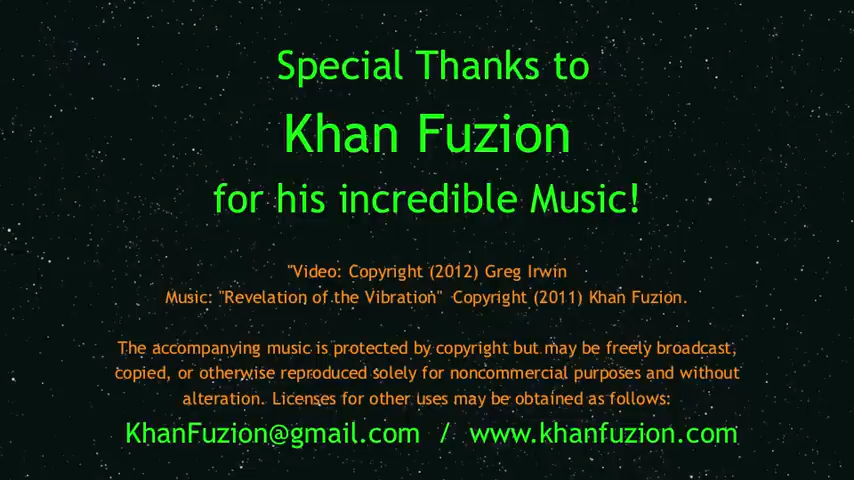 Special Thanks to
Khan Fuzion
for his incredible Music!
"Video: Copyright (2012) Greg Irwin
Music: "Revelation of the Vibration" Copyright (2011) Khan Fuzion.
The accompanying music is protected by copyright but may be freely broadcast,
copied, or otherwise reproduced solely for noncommercial purposes and without
alteration. Licenses for other uses may be obtained as follows:
KhanFuzion@gmail.com / www.khanfuzion.com